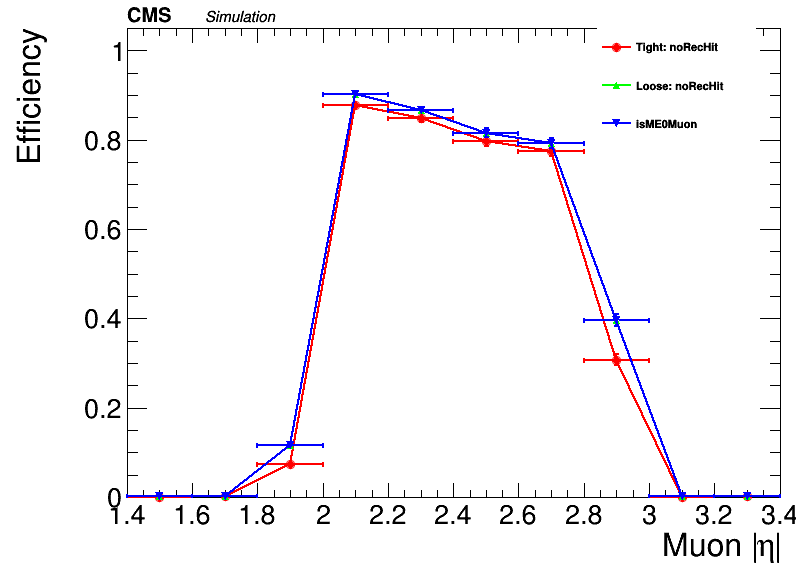 CMS Simulation
Efficiency
1
0.8
0.6
0.4
0.2
0
Tight: noRecHit
Loose: noRecHit
isME0Muon
1.4 1.6 1.8 2 2.2 2.4 2.6 2.8 3 3.2 3.4
Muon |η|